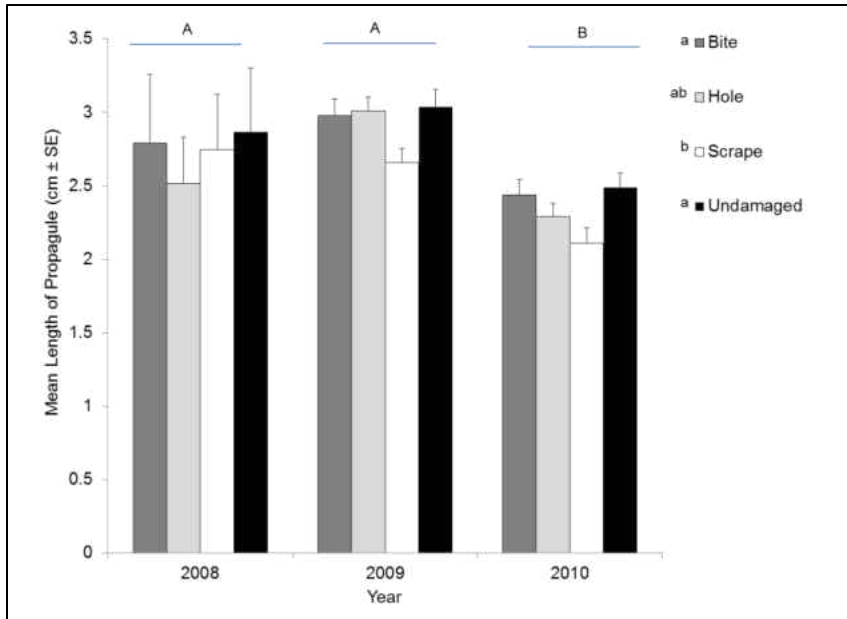 A A B
3.5
3
2.5
2
1.5
1
0.5
0
Mean Length of Propagule (cm ± SE)
2008 2009 2010
Year
a Bite
ab Hole
b Scrape
a Undamaged